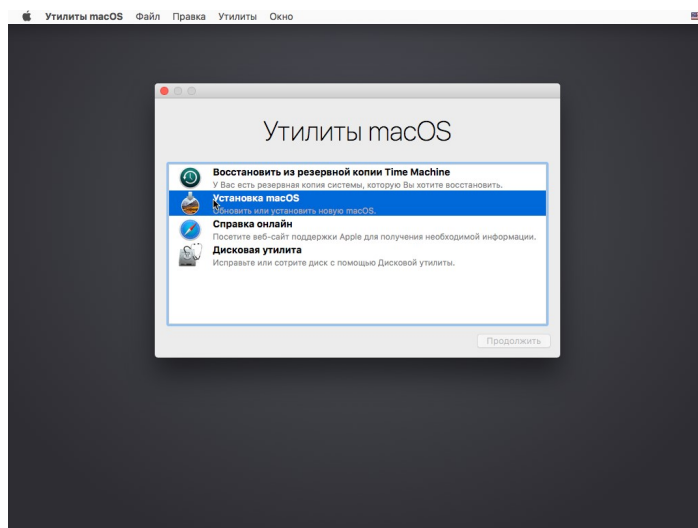 Утилиты macOS Файл Правка Утилиты Окно
Утилиты macOS
Восстановить из резервной копии Time Machine
У Вас есть резервная копия системы, которую Вы хотите восстановить.
Установка macOS
Обновить или установить новую macOS.
Справка онлайн
Посетите веб-сайт поддержки Apple для получения необходимой информации.
Дисковая утилита
Исправьте или сотрите диск с помощью Дисковой утилиты.
Продолжить